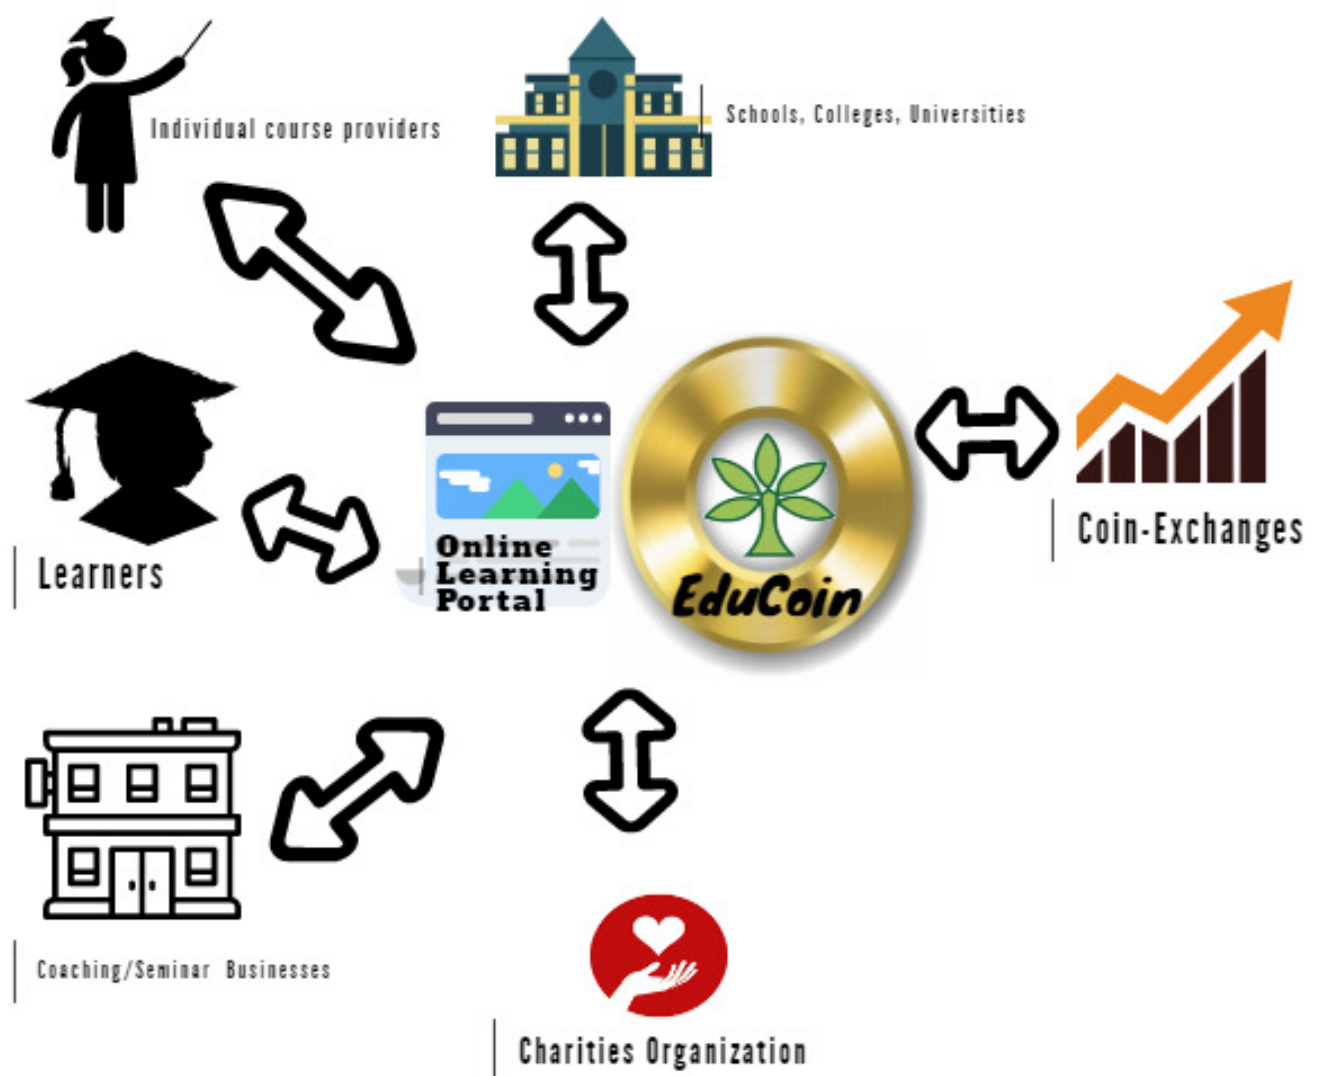 Individual course providers
Schools, Colleges, Universities
Learners
Online
Learning
Portal
EduCoin
Coin-Exchanges
Coaching/Seminar Businesses
Charities Organization